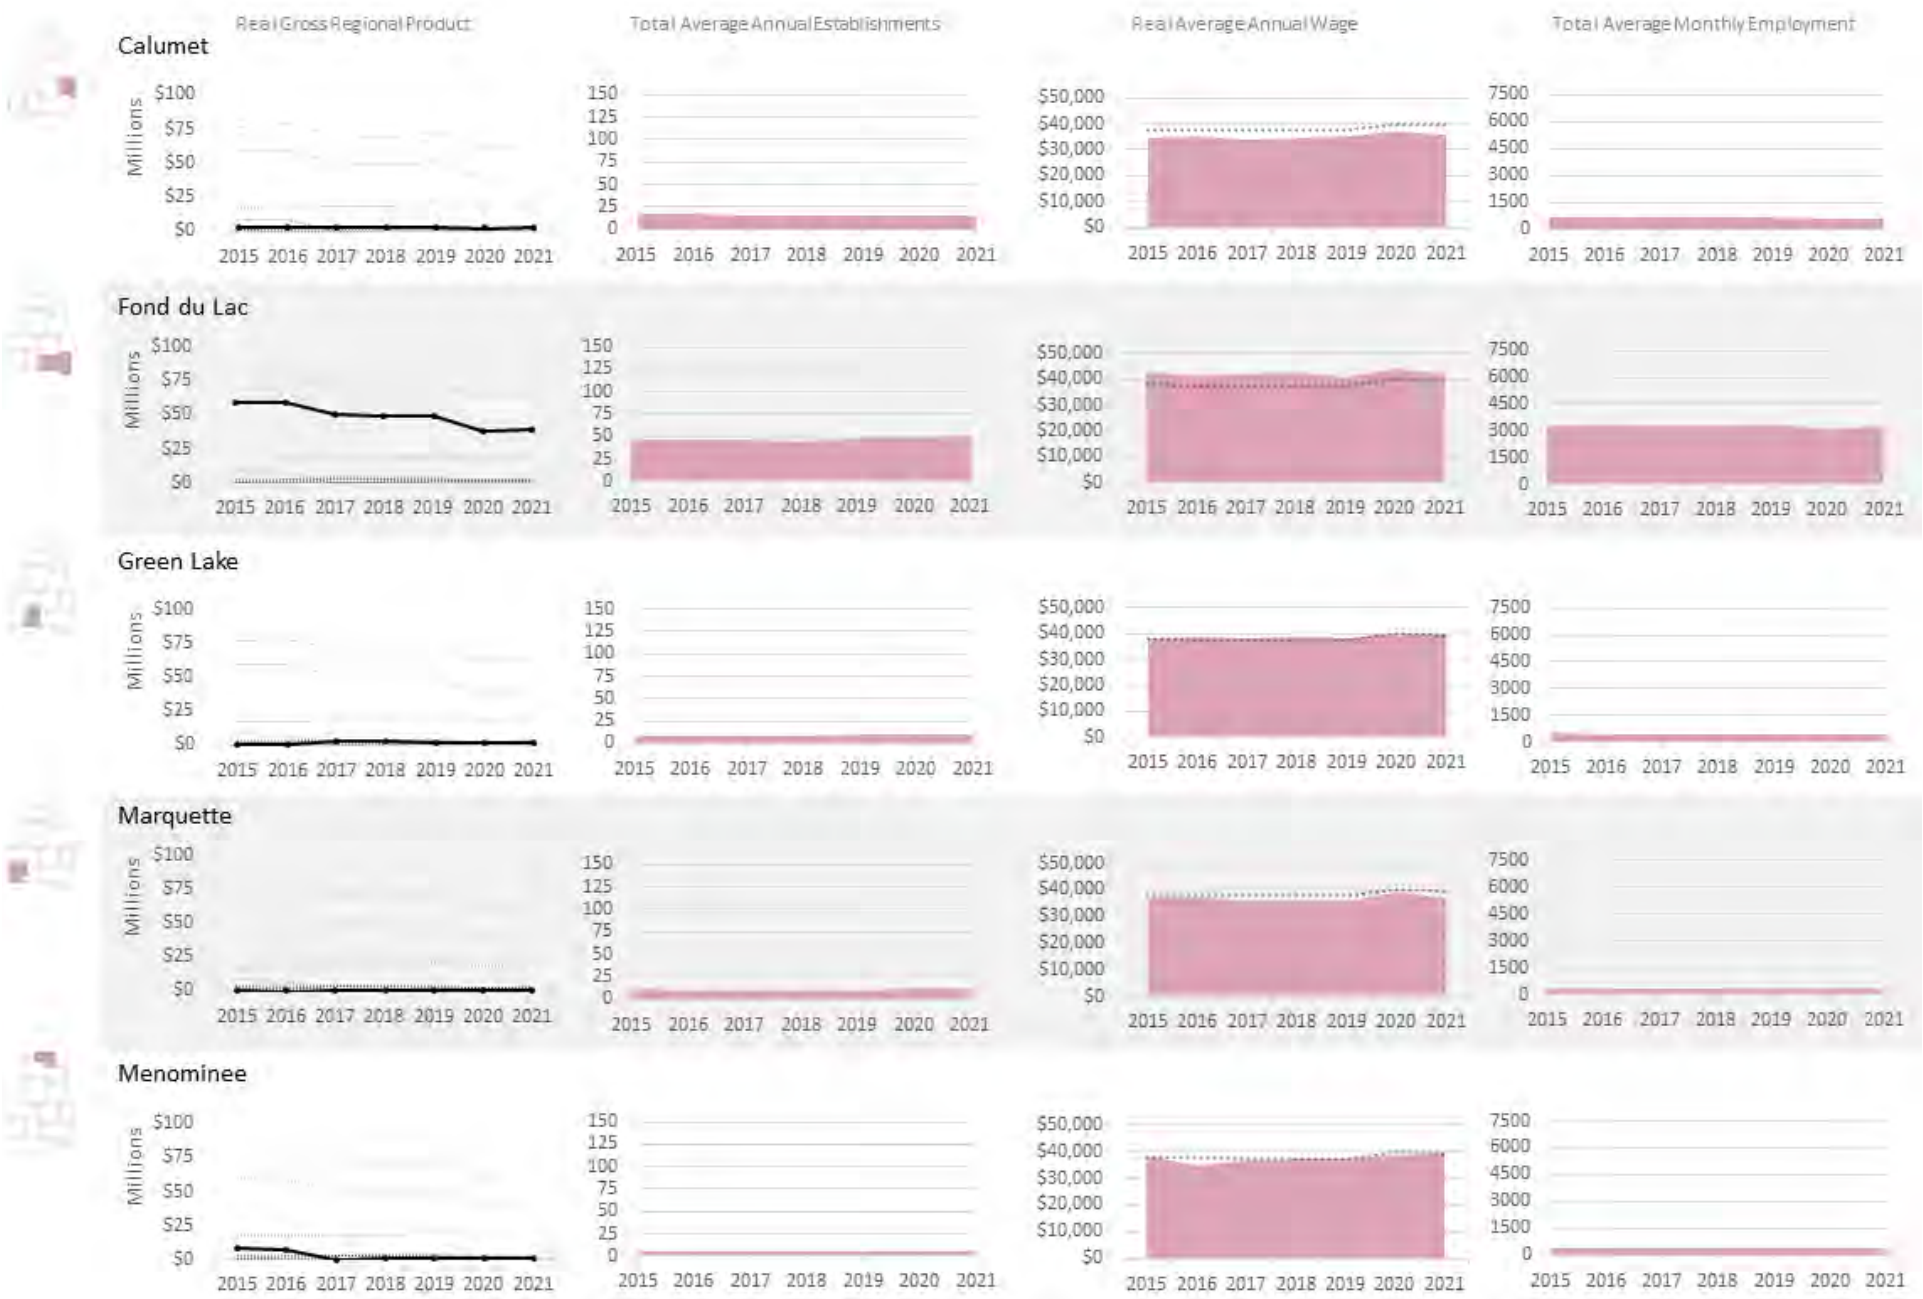 Real Gross Regional Product Total Average Annual Establishments Real Average Annual Wage Total Average Monthly Employment
Calumet
Millions
$100 150 $50,000 7500
$75 125 $40,000 6000
$50 100 $30,000 4500
$25 75 $20,000 3000
$0 50 $10,000 1500
25 $0 0
0
2015 2016 2017 2018 2019 2020 2021 2015 2016 2017 2018 2019 2020 2021 2015 2016 2017 2018 2019 2020 2021 2015 2016 2017 2018 2019 2020 2021
Fond du Lac
Millions
$100 150 $50,000 7500
$75 125 $40,000 6000
$50 100 $30,000 4500
$25 75 $20,000 3000
$0 50 $10,000 1500
25 $0 0
0
2015 2016 2017 2018 2019 2020 2021 2015 2016 2017 2018 2019 2020 2021 2015 2016 2017 2018 2019 2020 2021 2015 2016 2017 2018 2019 2020 2021
Green Lake
Millions
$100 150 $50,000 7500
$75 125 $40,000 6000
$50 100 $30,000 4500
$25 75 $20,000 3000
$0 50 $10,000 1500
25 $0 0
0
2015 2016 2017 2018 2019 2020 2021 2015 2016 2017 2018 2019 2020 2021 2015 2016 2017 2018 2019 2020 2021 2015 2016 2017 2018 2019 2020 2021
Marquette
Millions
$100 150 $50,000 7500
$75 125 $40,000 6000
$50 100 $30,000 4500
$25 75 $20,000 3000
$0 50 $10,000 1500
25 $0 0
0
2015 2016 2017 2018 2019 2020 2021 2015 2016 2017 2018 2019 2020 2021 2015 2016 2017 2018 2019 2020 2021 2015 2016 2017 2018 2019 2020 2021
Menominee
Millions
$100 150 $50,000 7500
$75 125 $40,000 6000
$50 100 $30,000 4500
$25 75 $20,000 3000
$0 50 $10,000 1500
25 $0 0
0
2015 2016 2017 2018 2019 2020 2021 2015 2016 2017 2018 2019 2020 2021 2015 2016 2017 2018 2019 2020 2021 2015 2016 2017 2018 2019 2020 2021